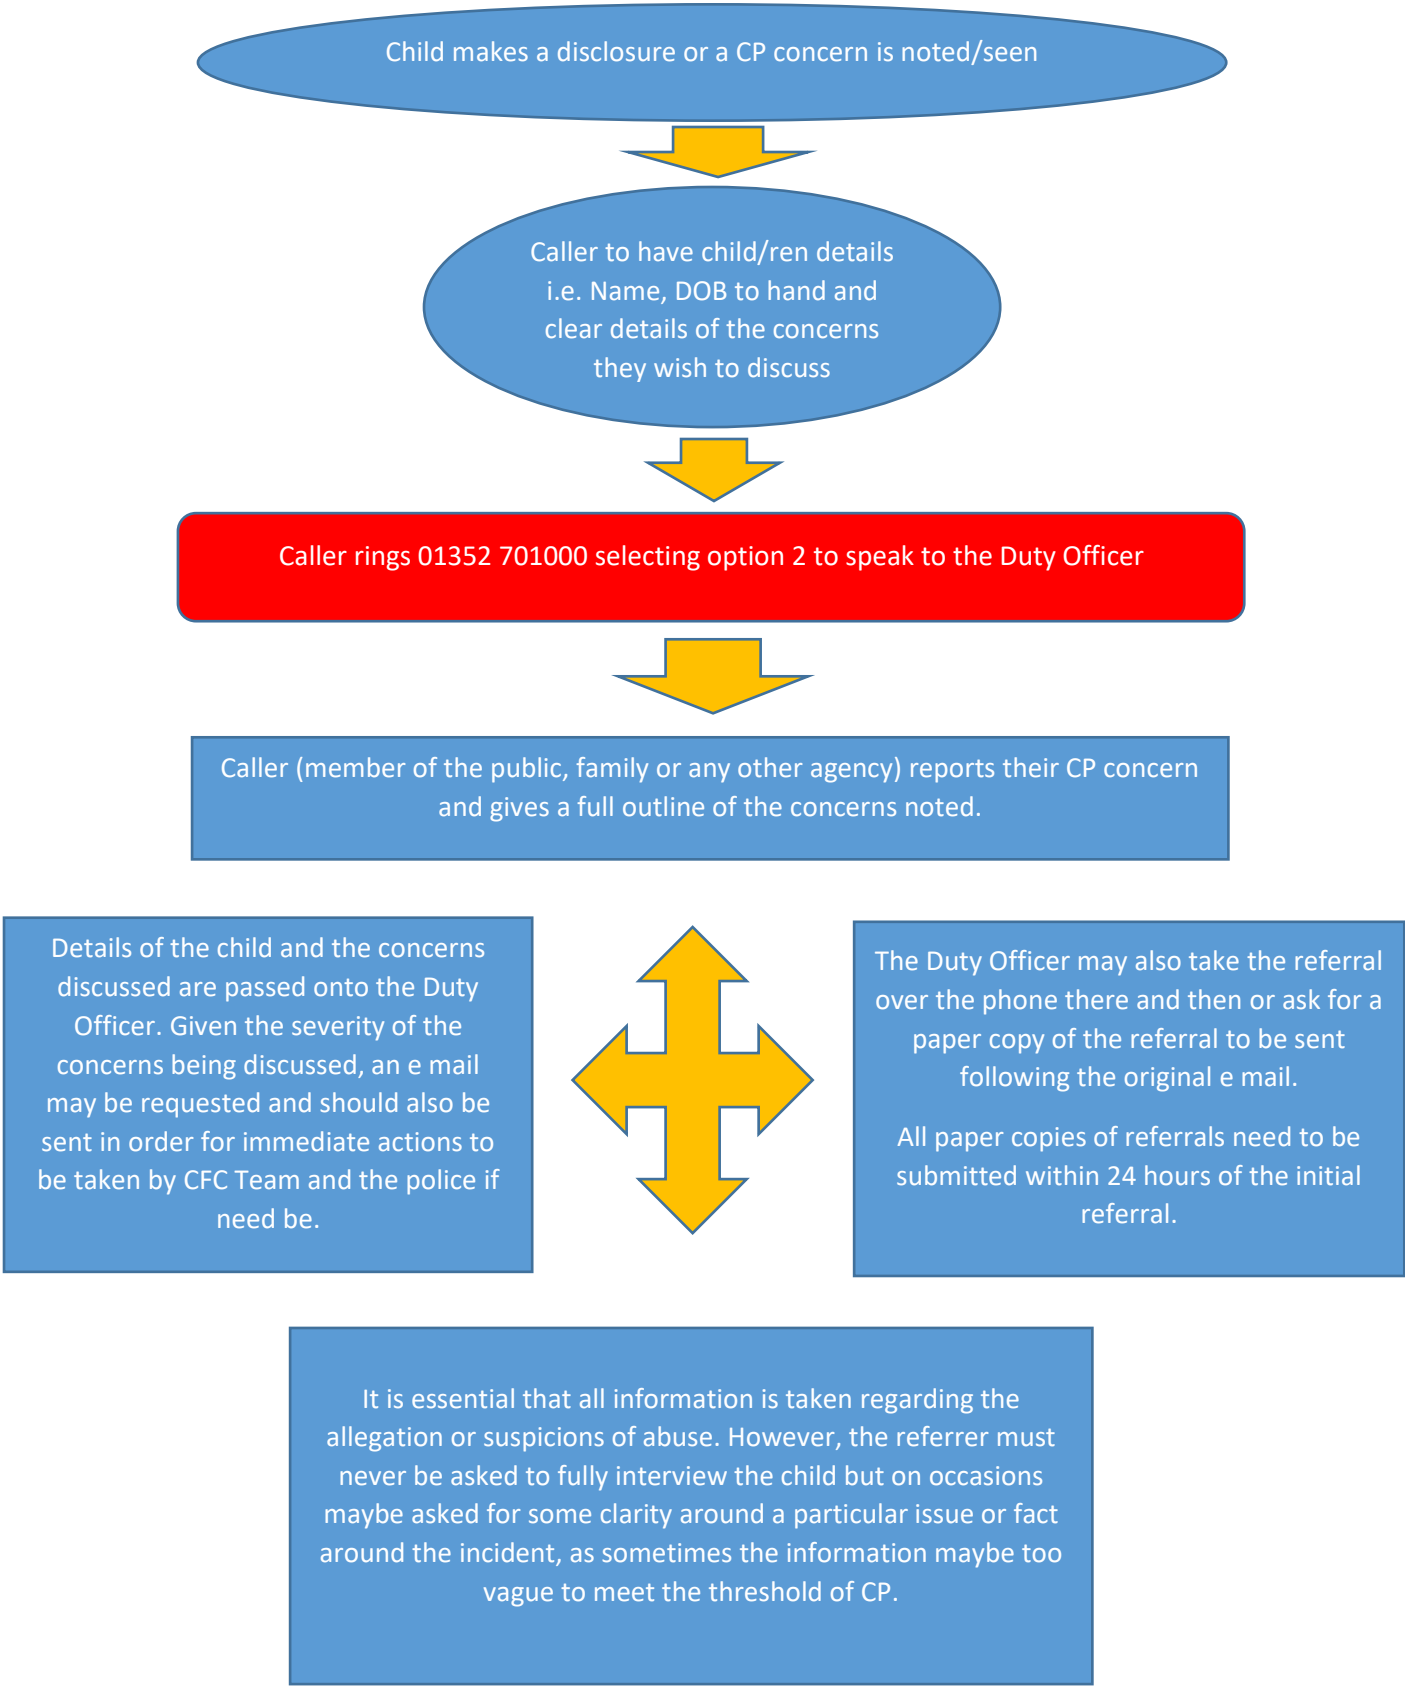 Child makes a disclosure or a CP concern is noted/seen
Caller to have child/ren details
i.e. Name, DOB to hand and
clear details of the concerns
they wish to discuss
Caller rings 01352 701000 selecting option 2 to speak to the Duty Officer
Caller (member of the public, family or any other agency) reports their CP concern
and gives a full outline of the concerns noted.
Details of the child and the concerns
discussed are passed onto the Duty
Officer. Given the severity of the
concerns being discussed, an e mail
may be requested and should also be
sent in order for immediate actions to
be taken by CFC Team and the police if
need be.
The Duty Officer may also take the referral
over the phone there and then or ask for a
paper copy of the referral to be sent
following the original e mail.
All paper copies of referrals need to be
submitted within 24 hours of the initial
referral.
It is essential that all information is taken regarding the
allegation or suspicions of abuse. However, the referrer must
never be asked to fully interview the child but on occasions
maybe asked for some clarity around a particular issue or fact
around the incident, as sometimes the information maybe too
vague to meet the threshold of CP.